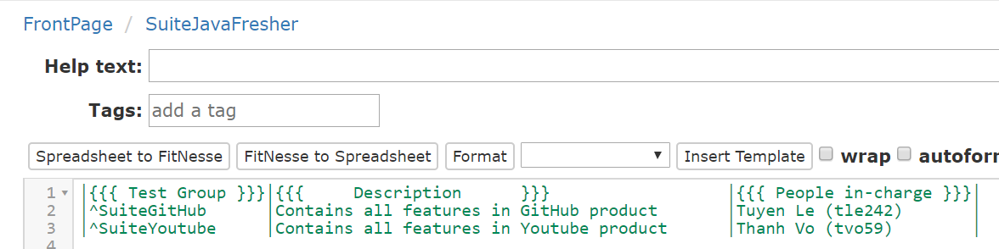 FrontPage / SuiteJavaFresher
Help text:
Tags: add a tag
Spreadsheet to FitNesse FitNesse to Spreadsheet Format Insert Template wrap autoform
1 |{{{ Test Group }}}|{{{     Description      }}}                  |{{{ People in-charge }}}|
2 |^SuiteGitHub       |Contains all features in GitHub product       |Tuyen Le (tle242)       |
3 |^SuiteYoutube      |Contains all features in Youtube product      |Thanh Vo (tvo59)        |
4